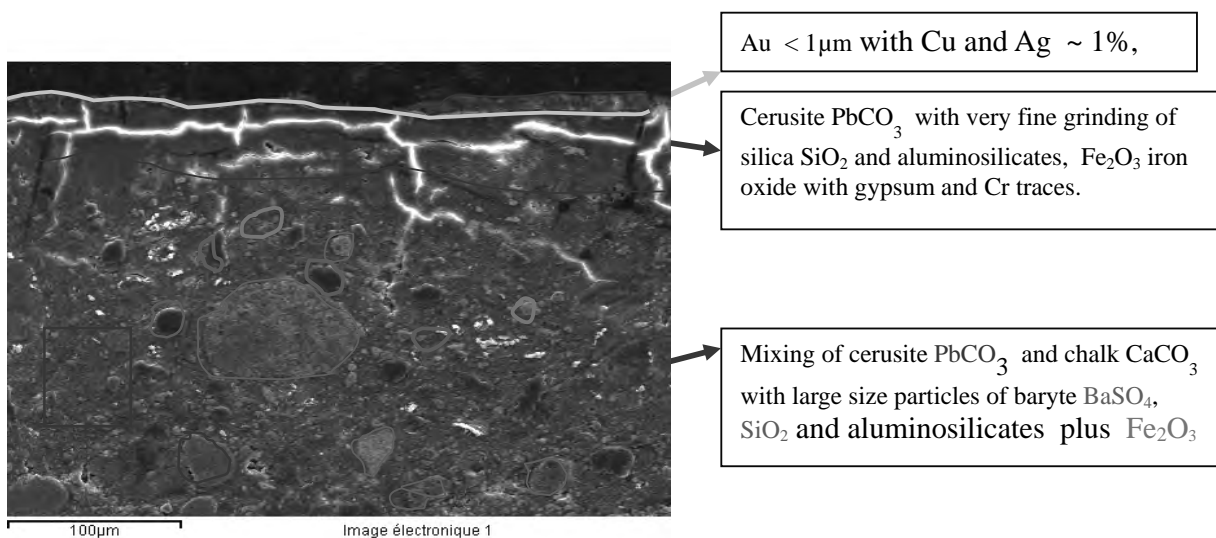 Au < 1µm with Cu and Ag ~ 1%,
Cerusite PbCO₃ with very fine grinding of
silica SiO₂ and aluminosilicates, Fe₂O₃ iron
oxide with gypsum and Cr traces.
Mixing of cerusite PbCO₃ and chalk CaCO₃
with large size particles of baryte BaSO₄,
SiO₂ and aluminosilicates plus Fe₂O₃
100µm
Image électronique 1